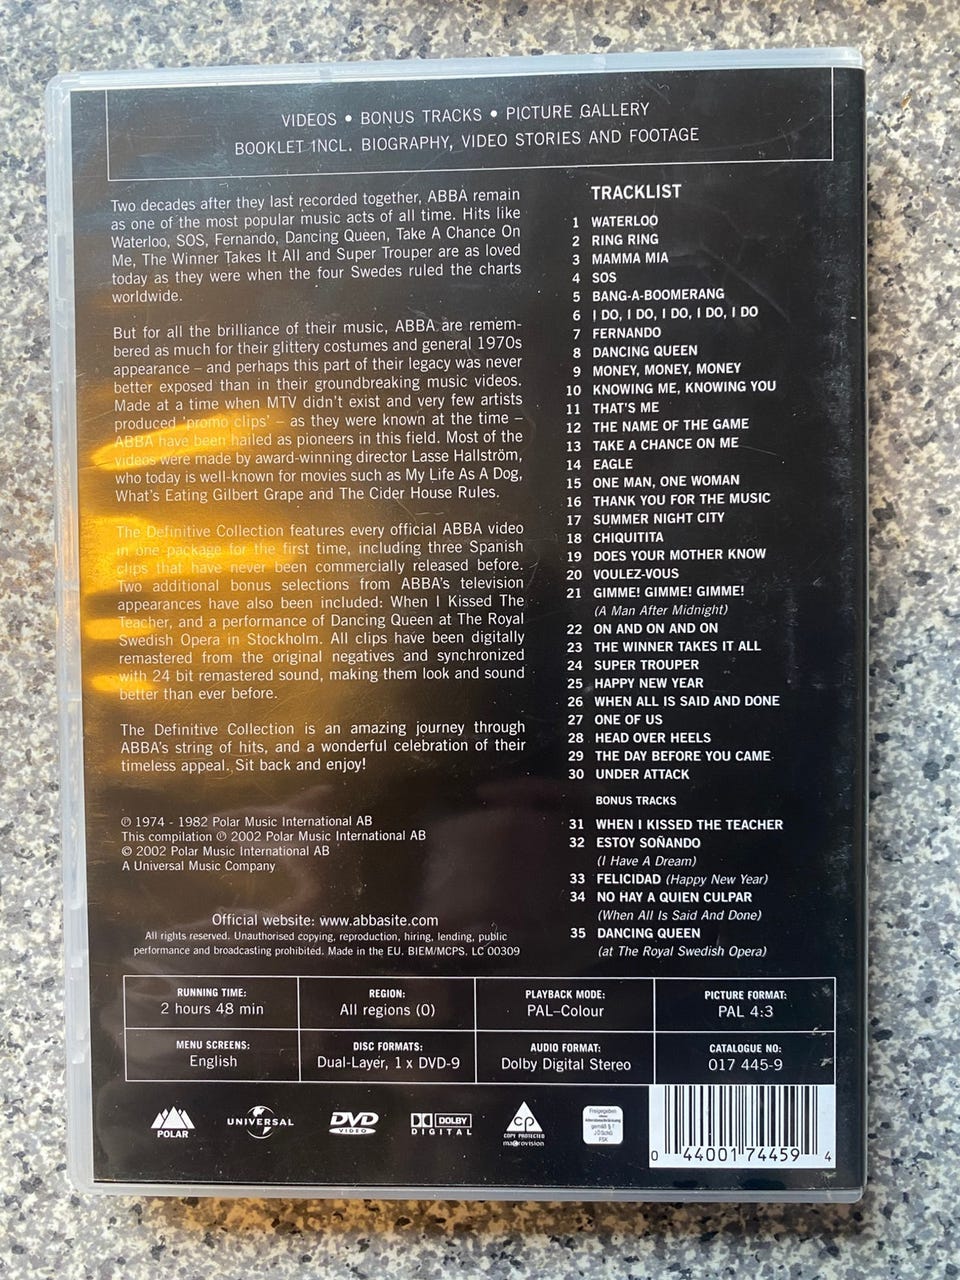 VIDEOS • BONUS TRACKS • PICTURE GALLERY
BOOKLET INCL. BIOGRAPHY, VIDEO STORIES AND FOOTAGE
Two decades after they last recorded together, ABBA remain
as one of the most popular music acts of all time. Hits like
Waterloo, SOS, Fernando, Dancing Queen, Take A Chance On
Me, The Winner Takes It All and Super Trouper are as loved
today as they were when the four Swedes ruled the charts
worldwide.
But for all the brilliance of their music, ABBA are remem-
bered as much for their glittery costumes and general 1970s
appearance – and perhaps this part of their legacy was never
better exposed than in their groundbreaking music videos.
Made at a time when MTV didn't exist and very few artists
produced 'promo clips' – as they were known at the time –
ABBA have been hailed as pioneers in this field. Most of the
videos were made by award-winning director Lasse Hallström,
who today is well-known for movies such as My Life As A Dog,
What's Eating Gilbert Grape and The Cider House Rules.
The Definitive Collection features every official ABBA video
in one package for the first time, including three Spanish
clips that have never been commercially released before.
Two additional bonus selections from ABBA's television
appearances have also been included: When I Kissed The
Teacher, and a performance of Dancing Queen at The Royal
Swedish Opera in Stockholm. All clips have been digitally
remastered from the original negatives and synchronized
with 24 bit remastered sound, making them look and sound
better than ever before.
The Definitive Collection is an amazing journey through
ABBA's string of hits, and a wonderful celebration of their
timeless appeal. Sit back and enjoy!
℗ 1974 - 1982 Polar Music International AB
This compilation ℗ 2002 Polar Music International AB
© 2002 Polar Music International AB
A Universal Music Company
Official website: www.abbasite.com
All rights reserved. Unauthorised copying, reproduction, hiring, lending, public
performance and broadcasting prohibited. Made in the EU. BIEM/MCPS. LC 00309
TRACKLIST
1 WATERLOO
2 RING RING
3 MAMMA MIA
4 SOS
5 BANG-A-BOOMERANG
6 I DO, I DO, I DO, I DO, I DO
7 FERNANDO
8 DANCING QUEEN
9 MONEY, MONEY, MONEY
10 KNOWING ME, KNOWING YOU
11 THAT'S ME
12 THE NAME OF THE GAME
13 TAKE A CHANCE ON ME
14 EAGLE
15 ONE MAN, ONE WOMAN
16 THANK YOU FOR THE MUSIC
17 SUMMER NIGHT CITY
18 CHIQUITITA
19 DOES YOUR MOTHER KNOW
20 VOULEZ-VOUS
21 GIMME! GIMME! GIMME!
(A Man After Midnight)
22 ON AND ON AND ON
23 THE WINNER TAKES IT ALL
24 SUPER TROUPER
25 HAPPY NEW YEAR
26 WHEN ALL IS SAID AND DONE
27 ONE OF US
28 HEAD OVER HEELS
29 THE DAY BEFORE YOU CAME
30 UNDER ATTACK
BONUS TRACKS
31 WHEN I KISSED THE TEACHER
32 ESTOY SOÑANDO
(I Have A Dream)
33 FELICIDAD (Happy New Year)
34 NO HAY A QUIEN CULPAR
(When All Is Said And Done)
35 DANCING QUEEN
(at The Royal Swedish Opera)
RUNNING TIME:
2 hours 48 min
REGION:
All regions (0)
PLAYBACK MODE:
PAL–Colour
PICTURE FORMAT:
PAL 4:3
MENU SCREENS:
English
DISC FORMATS:
Dual-Layer, 1 x DVD-9
AUDIO FORMAT:
Dolby Digital Stereo
CATALOGUE NO:
017 445-9
POLAR
UNIVERSAL
DVD
VIDEO
DOLBY
DIGITAL
CP
COPY PROTECTED
macrovision
Freigegeben
ohne
Altersbeschränkung
gemäß § 7
JÖSchG
FSK
0 44001 74459 4